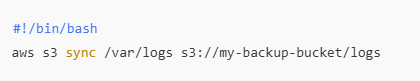 #!/bin/bash
aws s3 sync /var/logs s3://my-backup-bucket/logs